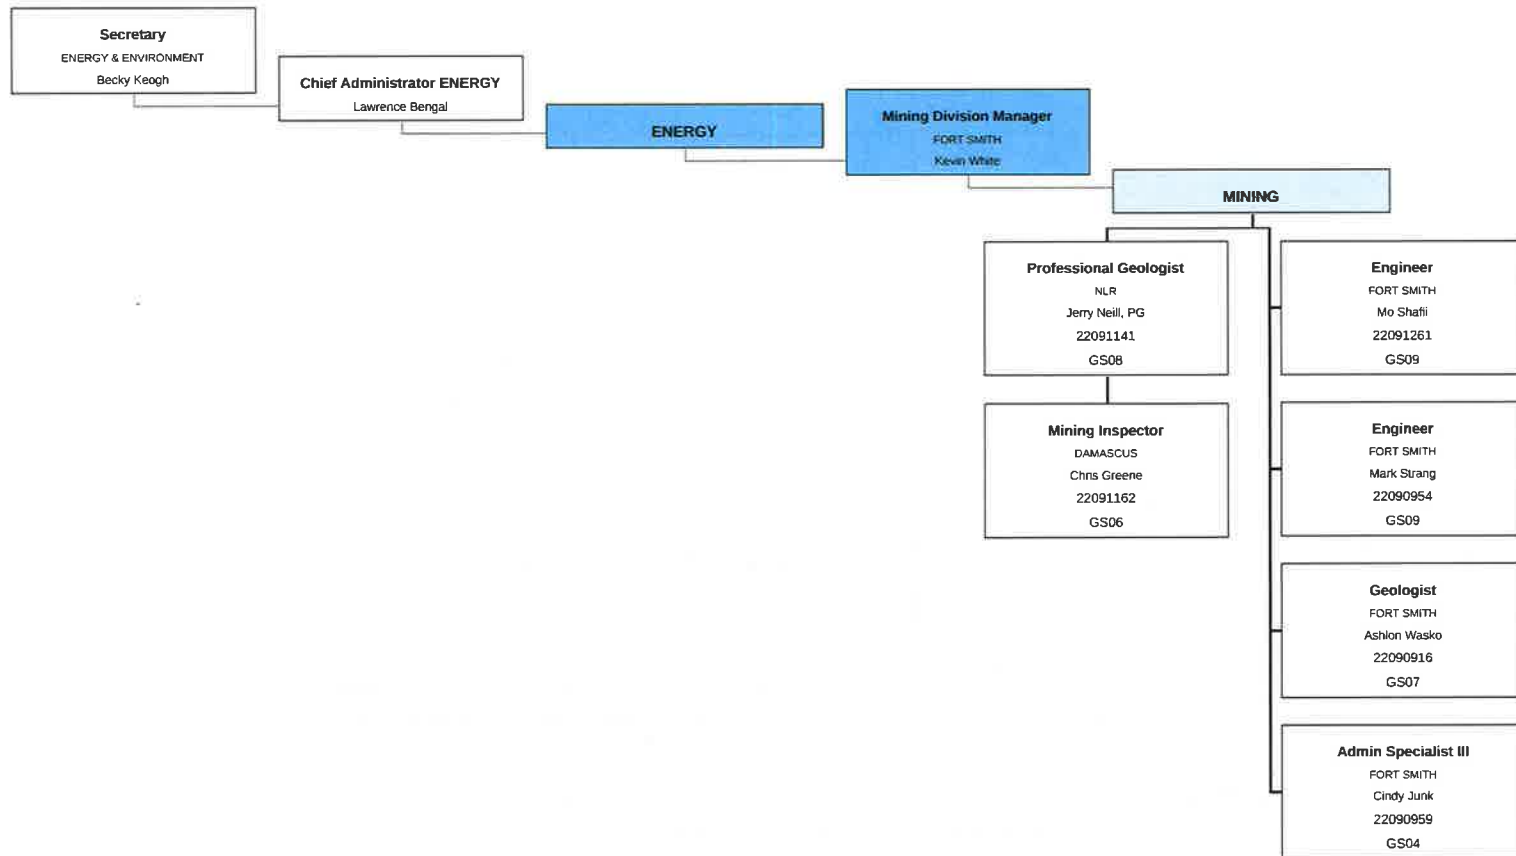 Secretary
ENERGY & ENVIRONMENT
Becky Keogh
Chief Administrator ENERGY
Lawrence Bengal
ENERGY
Mining Division Manager
FORT SMITH
Kevin White
MINING
Professional Geologist
NLR
Jerry Neill, PG
22091141
GS08
Mining Inspector
DAMASCUS
Chris Greene
22091162
GS06
Engineer
FORT SMITH
Mo Shafii
22091261
GS09
Engineer
FORT SMITH
Mark Strang
22090954
GS09
Geologist
FORT SMITH
Ashlon Wasko
22090916
GS07
Admin Specialist III
FORT SMITH
Cindy Junk
22090959
GS04